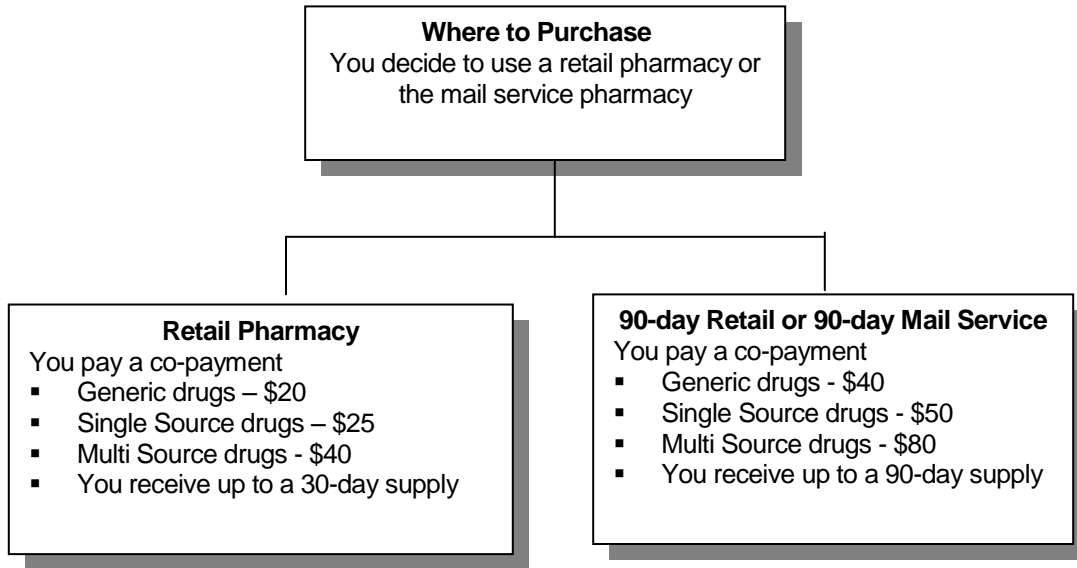 Where to Purchase
You decide to use a retail pharmacy or
the mail service pharmacy
Retail Pharmacy
You pay a co-payment
▪ Generic drugs – $20
▪ Single Source drugs – $25
▪ Multi Source drugs - $40
▪ You receive up to a 30-day supply
90-day Retail or 90-day Mail Service
You pay a co-payment
▪ Generic drugs - $40
▪ Single Source drugs - $50
▪ Multi Source drugs - $80
▪ You receive up to a 90-day supply